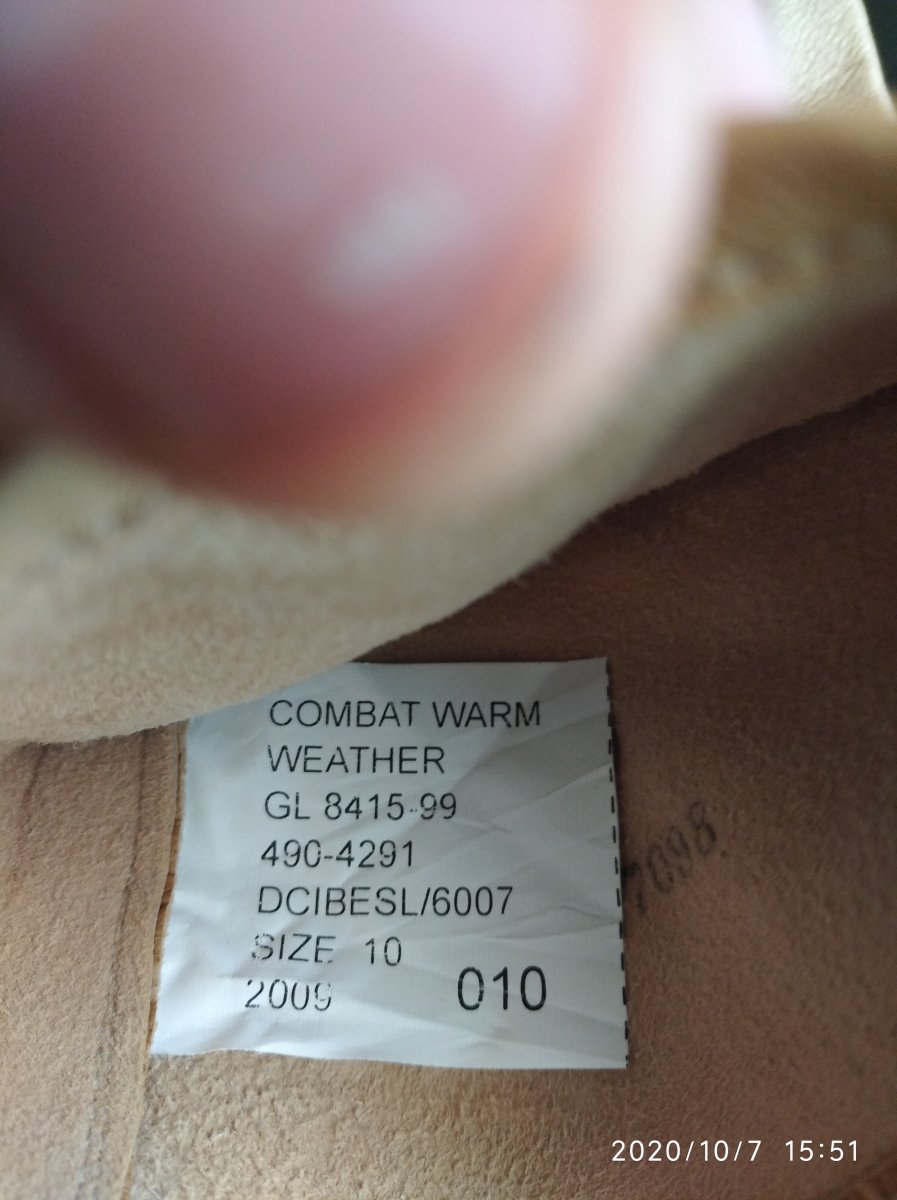 COMBAT WARM
WEATHER
GL 8415-99
490-4291
DCIBESL/6007
SIZE 10
2009 010
7098
2020/10/7 15:51